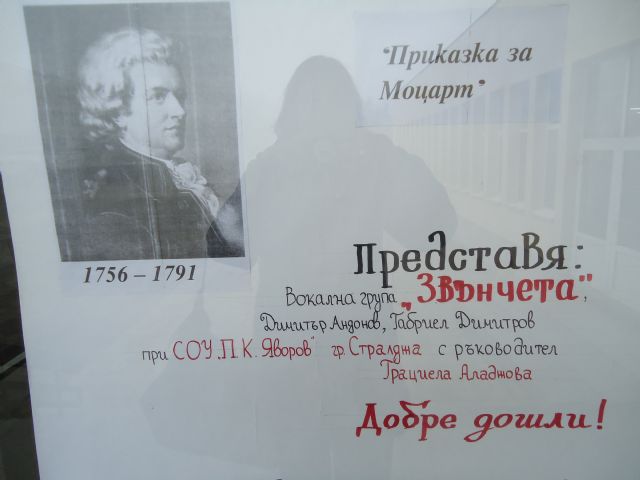 "Приказка за
Моцарт"
1756 – 1791
Представя:
Вокална група „Звънчета",
Димитър Андонов, Габриел Димитров
при СОУ „П. К. Яворов" гр. Стралджа с ръководител
Грациела Аладжова
Добре дошли!